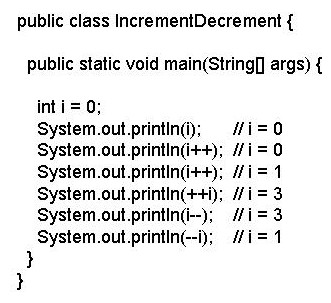 public class IncrementDecrement {
public static void main(String[] args) {
int i = 0;
System.out.println(i); // i = 0
System.out.println(i++); // i = 0
System.out.println(i++); // i = 1
System.out.println(++i); // i = 3
System.out.println(i--); // i = 3
System.out.println(--i); // i = 1
}
}